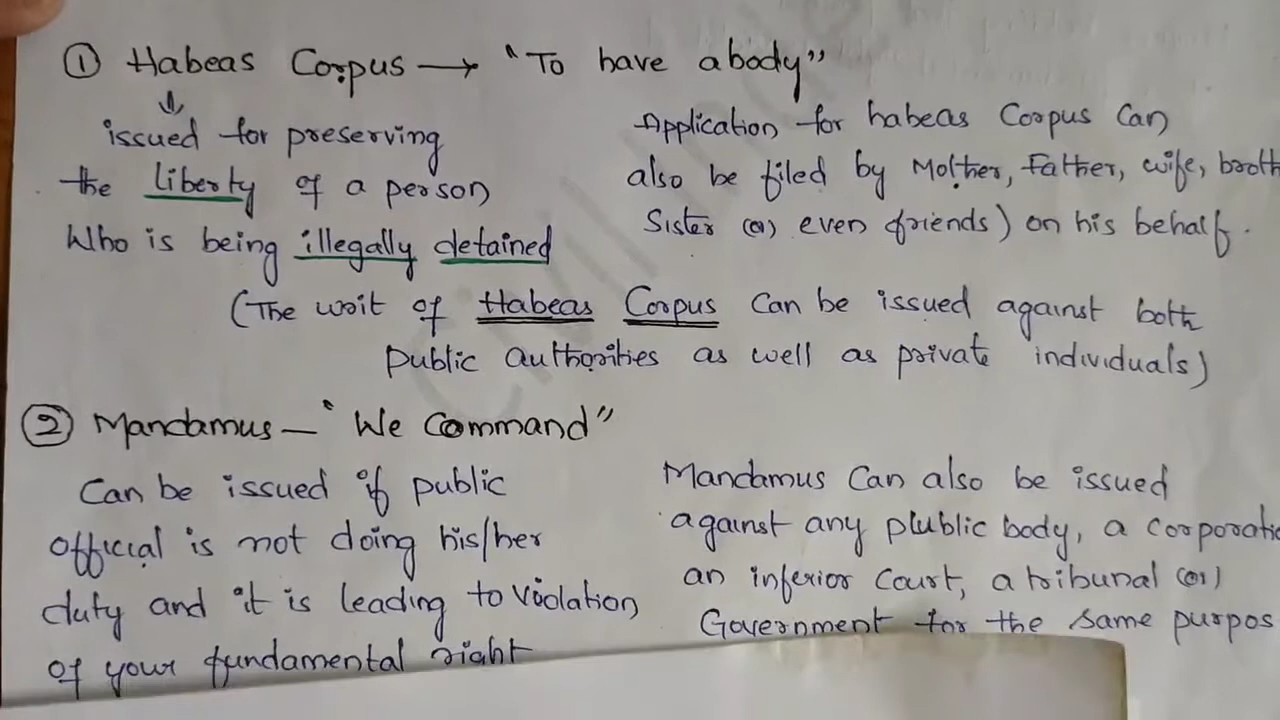 ① Habeas Corpus → "To have a body"
issued for preserving
the liberty of a person
Who is being illegally detained
Application for habeas Corpus Can
also be filed by Mother, Father, wife, broth
Sister (or) even friends) on his behalf.
(The writ of Habeas Corpus Can be issued against both
public authorities as well as private individuals)
② Mandamus - "We Command"
Can be issued if public
official is not doing his/her
duty and it is leading to violation
of your fundamental right
Mandamus Can also be issued
against any plublic body, a corporatio
an inferior Court, a tribunal (or)
Government for the same purpos